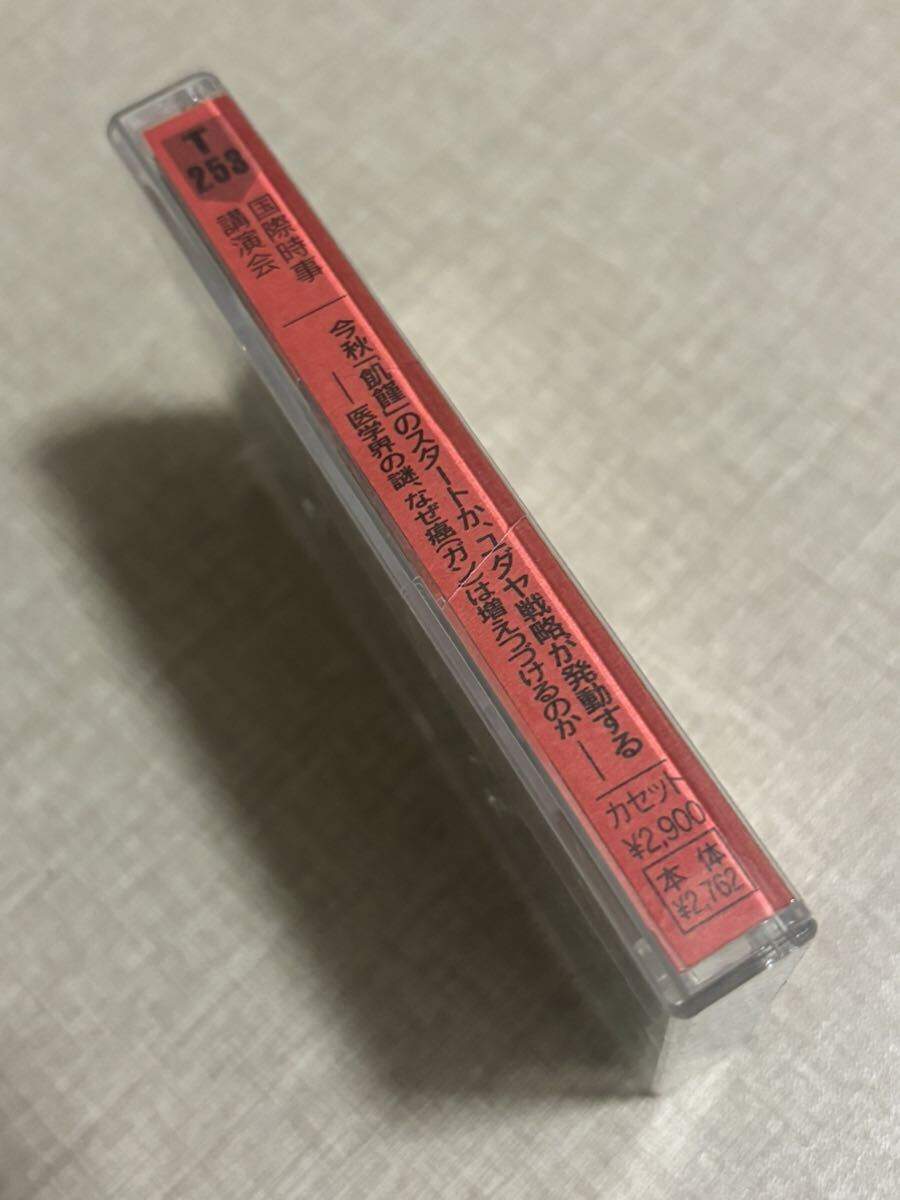 T
253
国際時事
講演会
今秋「飢饉」のスタートか、ユダヤ戦略が発動する
― 医学界の謎、なぜ癌(ガン)は増えつづけるのか ―
カセット
¥2,900
本体
¥2,762